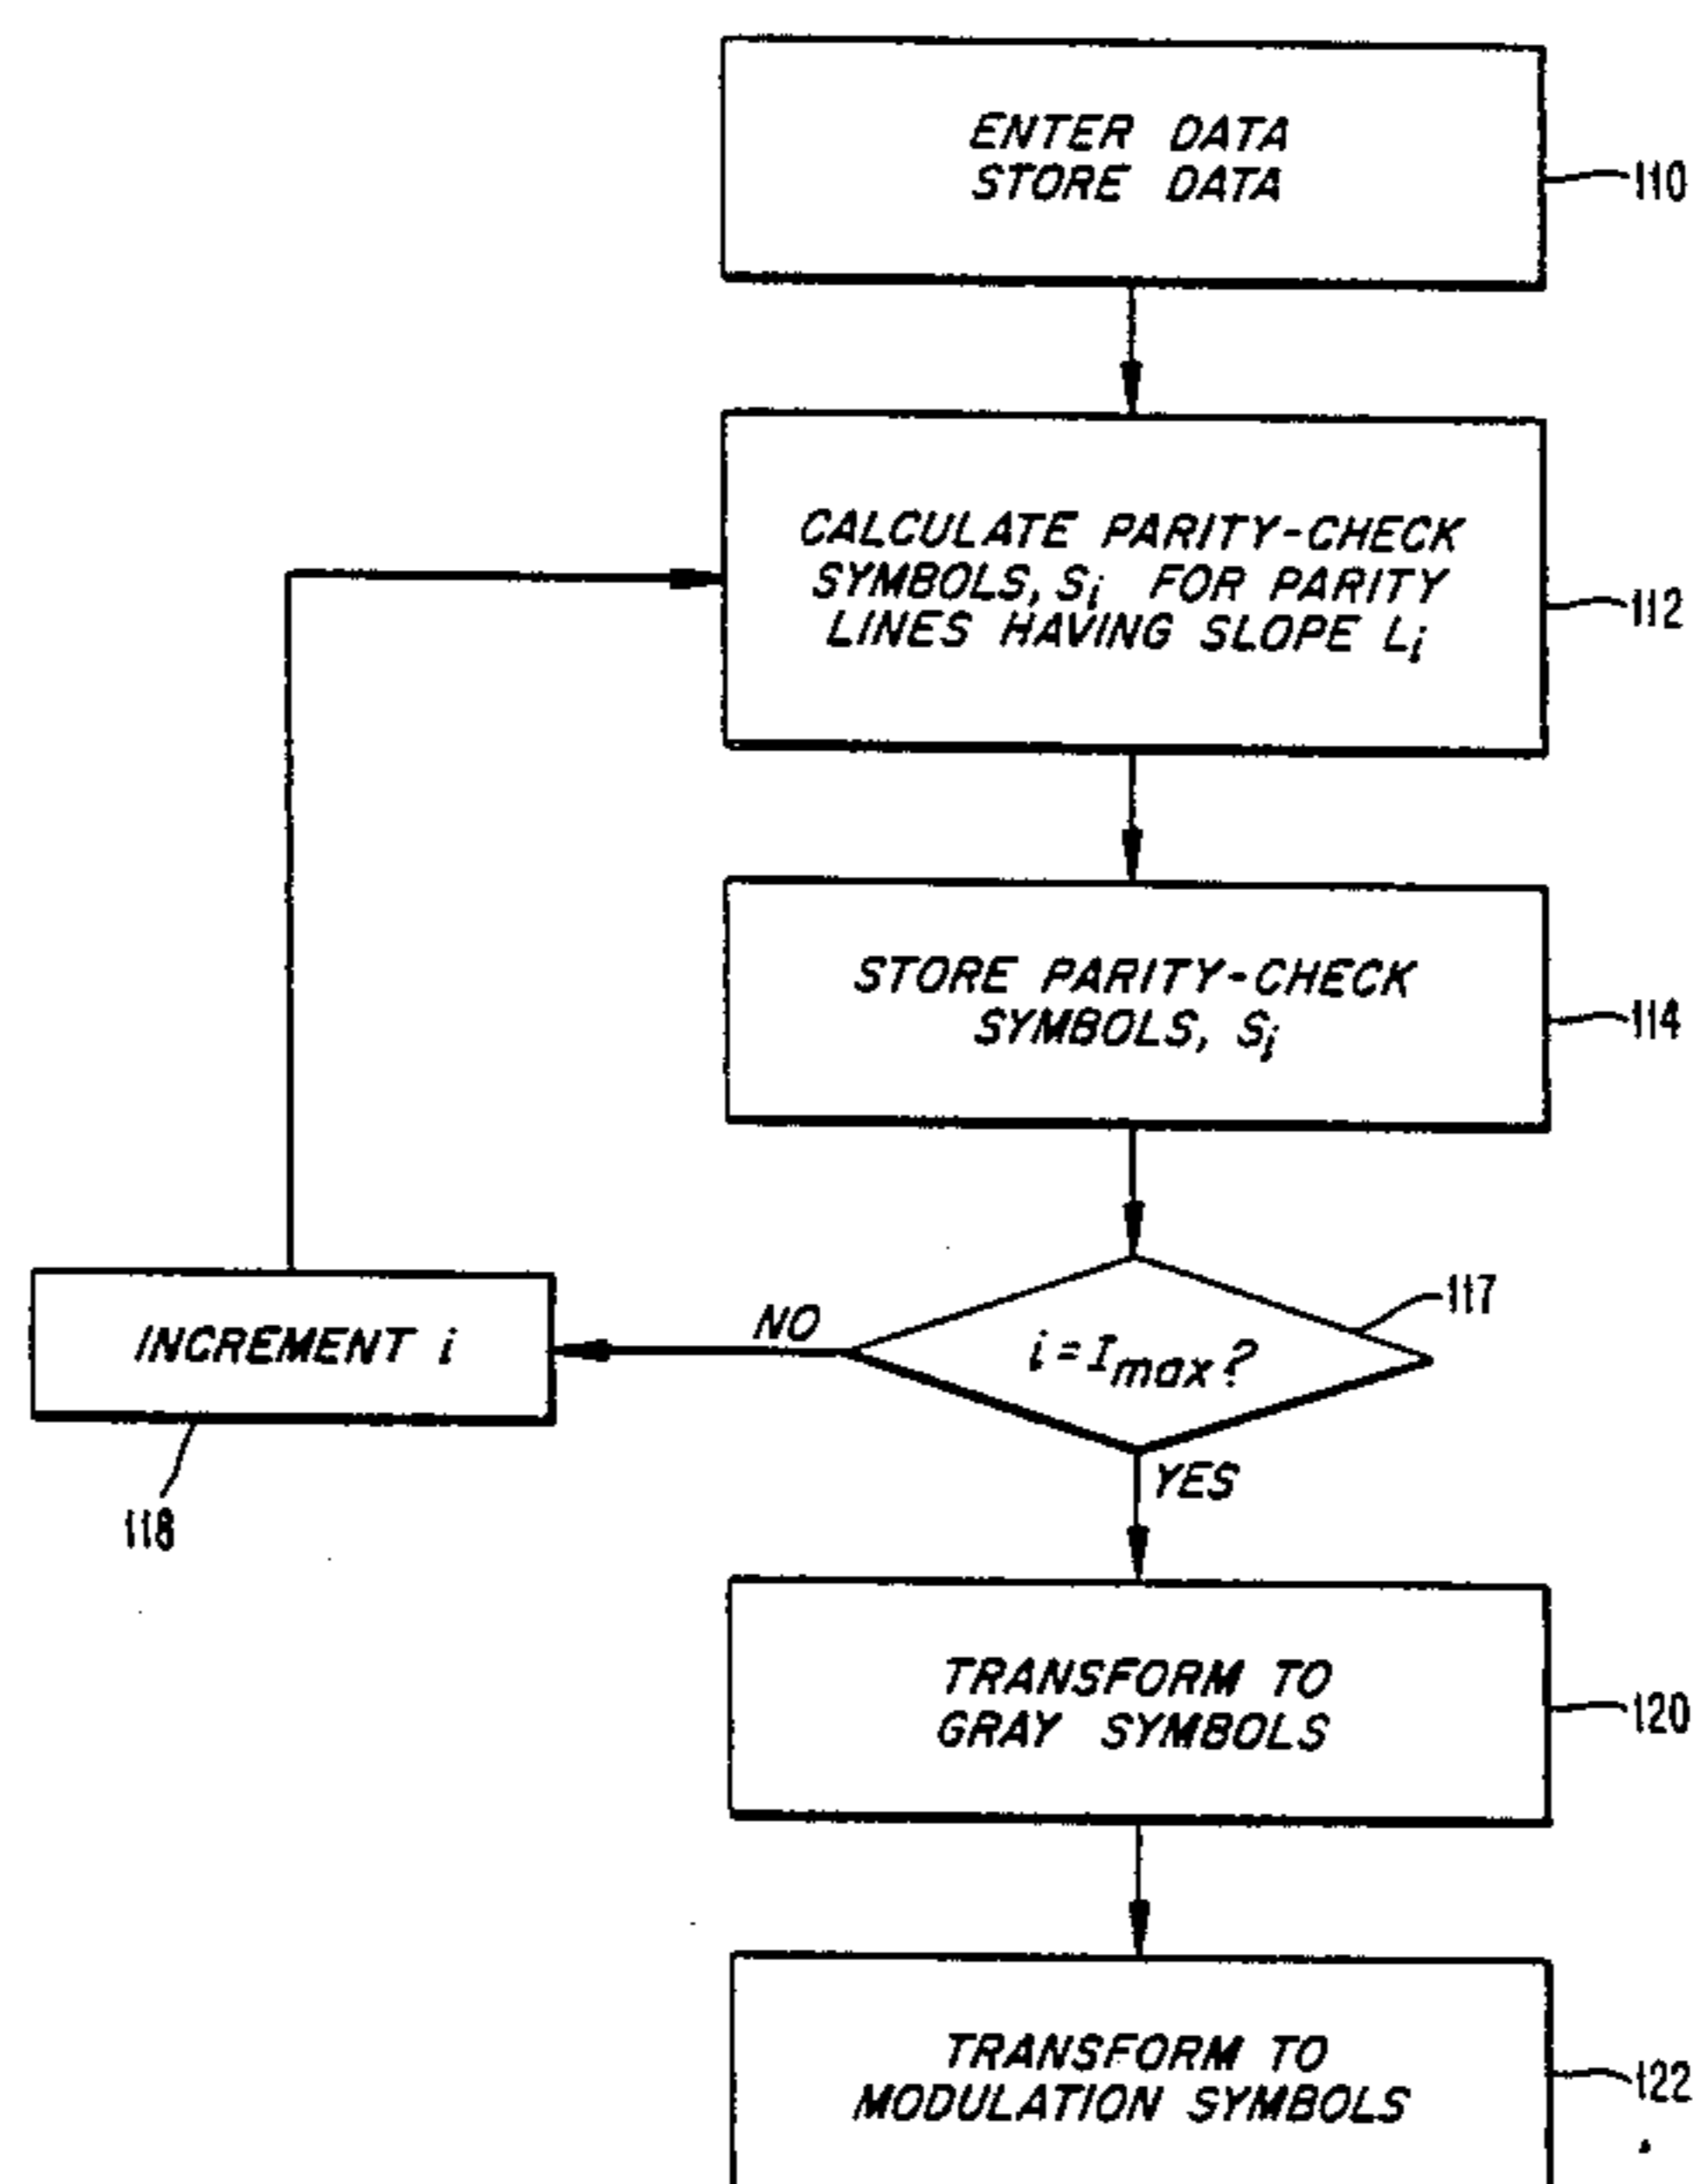 ENTER DATA
STORE DATA
110
CALCULATE PARITY-CHECK
SYMBOLS, Si FOR PARITY
LINES HAVING SLOPE Li
112
STORE PARITY-CHECK
SYMBOLS, Si
114
i = Imax?
117
NO
INCREMENT i
118
YES
TRANSFORM TO
GRAY SYMBOLS
120
TRANSFORM TO
MODULATION SYMBOLS
122